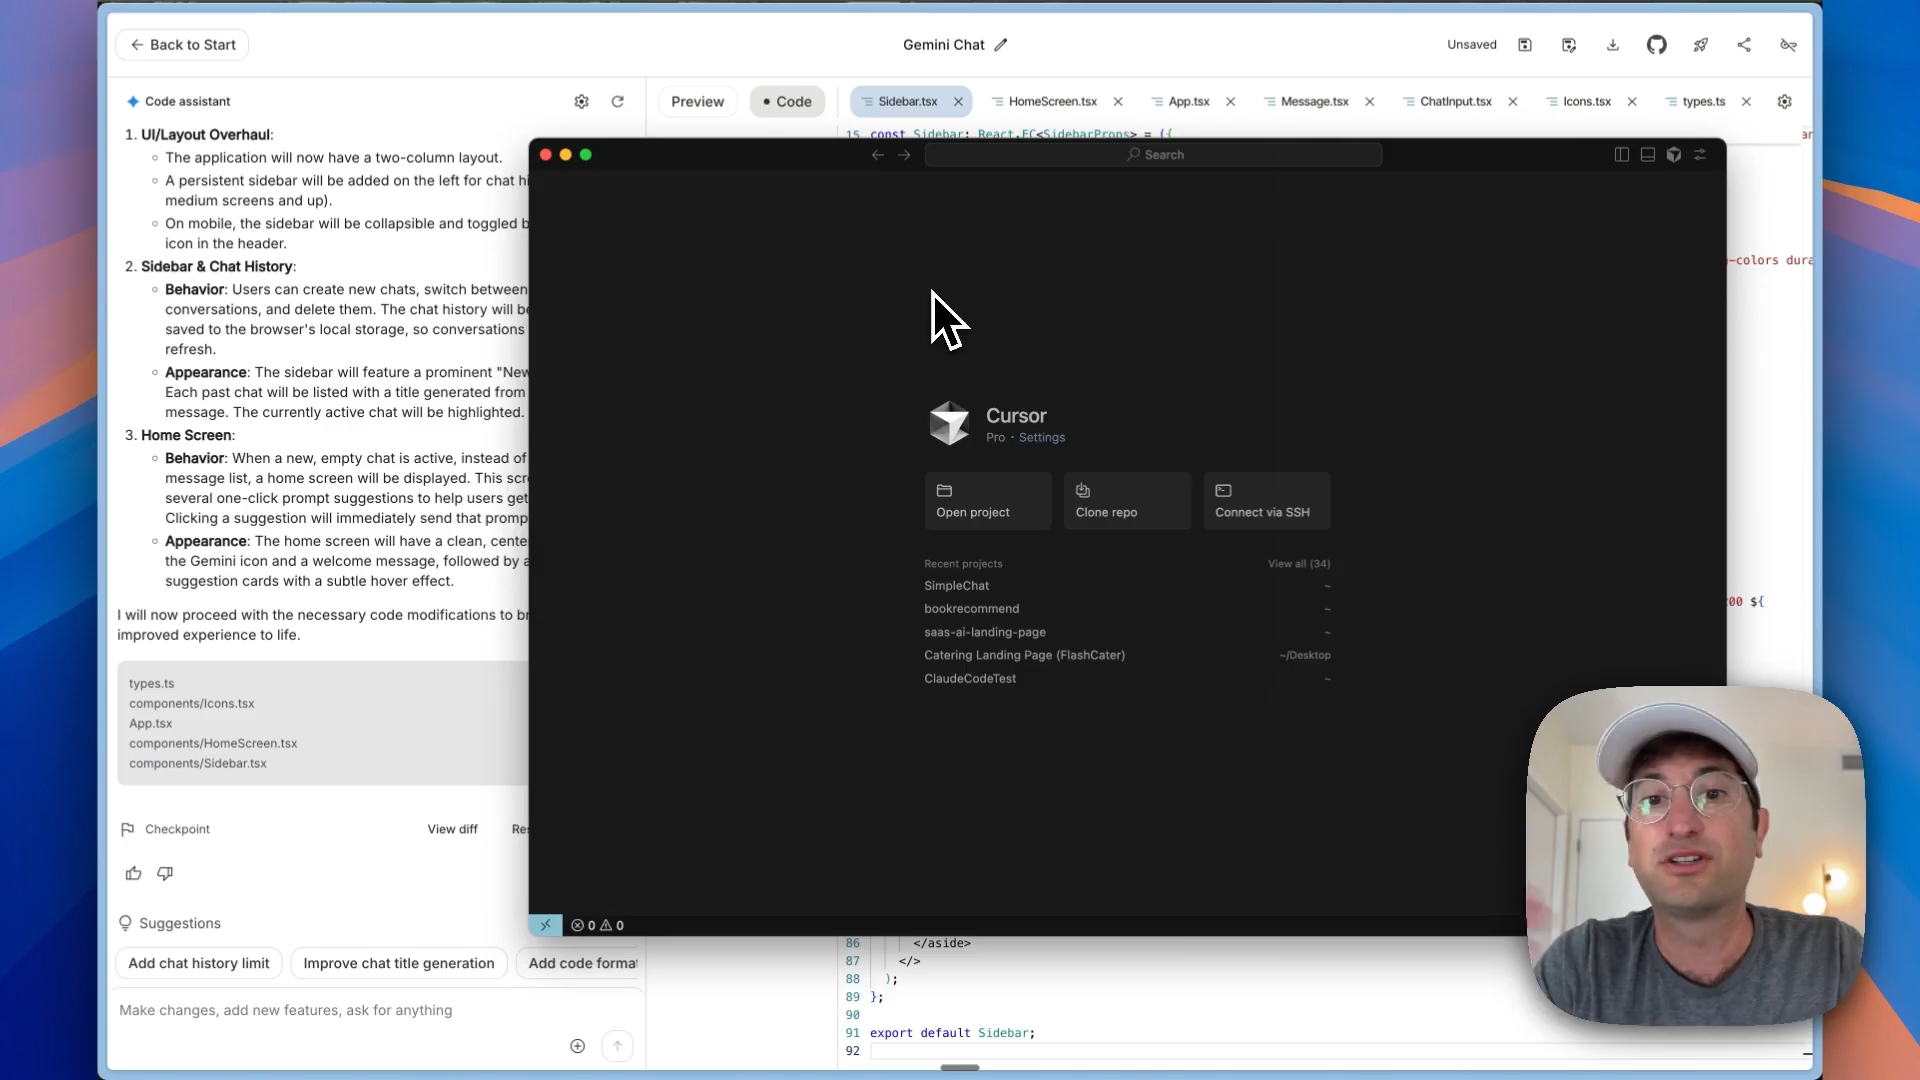 Back to Start
Gemini Chat
Unsaved
Code assistant
Preview
Code
Sidebar.tsx
HomeScreen.tsx
App.tsx
Message.tsx
ChatInput.tsx
Icons.tsx
types.ts
1. UI/Layout Overhaul:
The application will now have a two-column layout.
A persistent sidebar will be added on the left for chat
medium screens and up).
On mobile, the sidebar will be collapsible and toggled
icon in the header.
2. Sidebar & Chat History:
Behavior: Users can create new chats, switch between
conversations, and delete them. The chat history will
saved to the browser's local storage, so conversations
refresh.
Appearance: The sidebar will feature a prominent "New
Each past chat will be listed with a title generated from
message. The currently active chat will be highlighted.
3. Home Screen:
Behavior: When a new, empty chat is active, instead of
message list, a home screen will be displayed. This
several one-click prompt suggestions to help users get
Clicking a suggestion will immediately send that
Appearance: The home screen will have a clean,
the Gemini icon and a welcome message, followed by a
suggestion cards with a subtle hover effect.
I will now proceed with the necessary code modifications to
improved experience to life.
types.ts
components/Icons.tsx
App.tsx
components/HomeScreen.tsx
components/Sidebar.tsx
Checkpoint
View diff
Suggestions
Add chat history limit
Improve chat title generation
Add code format
Make changes, add new features, ask for anything
15 const Sidebar: React.FC<SidebarProps> = ({
-colors dura
00 ${
Search
Cursor
Pro · Settings
Open project
Clone repo
Connect via SSH
Recent projects
View all (34)
SimpleChat ~
bookrecommend ~
saas-ai-landing-page ~
Catering Landing Page (FlashCater) ~/Desktop
ClaudeCodeTest ~
0 0
86 </aside>
87 </>
88 );
89 };
90
91 export default Sidebar;
92